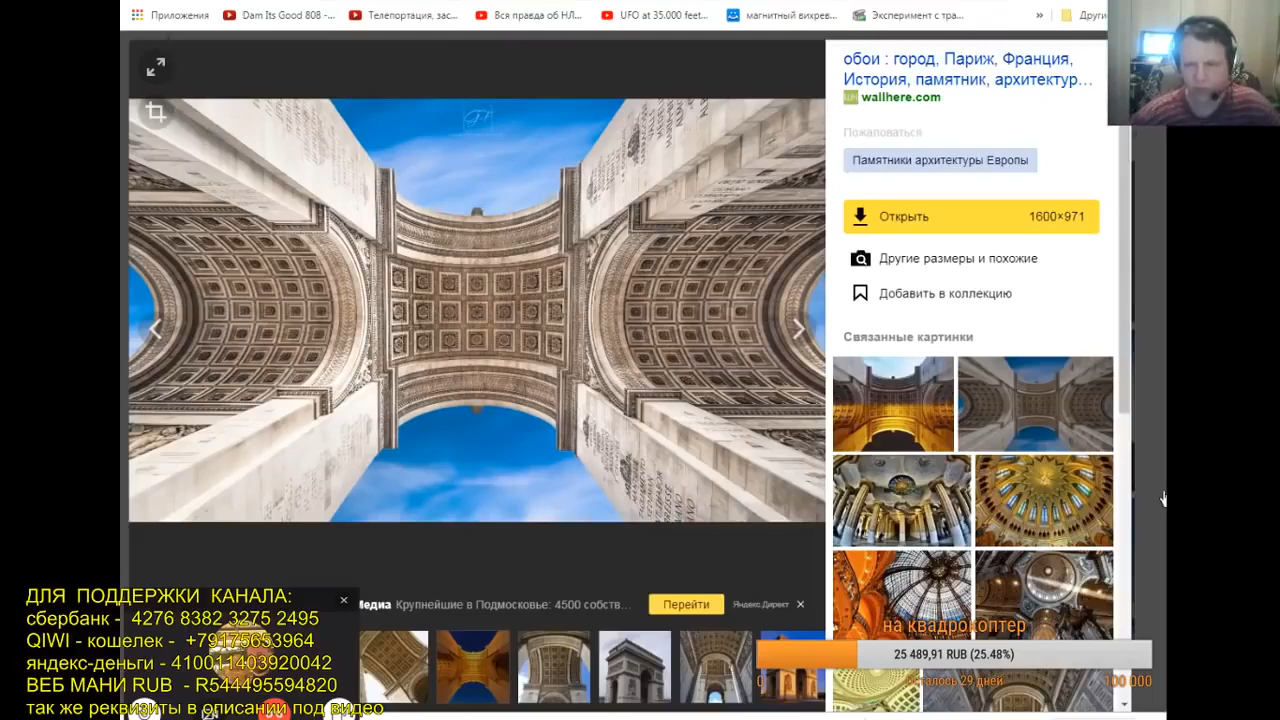 Приложения
Dam Its Good 808 -...
Телепортация, зас...
Вся правда об НЛ...
UFO at 35.000 feet...
магнитный вихрев...
Эксперимент с тра...
»
Други
обои : город, Париж, Франция,
История, памятник, архитектур...
wallhere.com
Пожаловаться
Памятники архитектуры Европы
Открыть 1600×971
Другие размеры и похожие
Добавить в коллекцию
Связанные картинки
Медиа Крупнейшие в Подмосковье: 4500 собств...
Перейти
Яндекс.Директ
ДЛЯ ПОДДЕРЖКИ КАНАЛА:
сбербанк - 4276 8382 3275 2495
QIWI - кошелек - +79175653964
яндекс-деньги - 410011403920042
ВЕБ МАНИ RUB - R544495594820
так же реквизиты в описании под видео
на квадрокоптер
25 489,91 RUB (25.48%)
0 осталось 29 дней 100 000